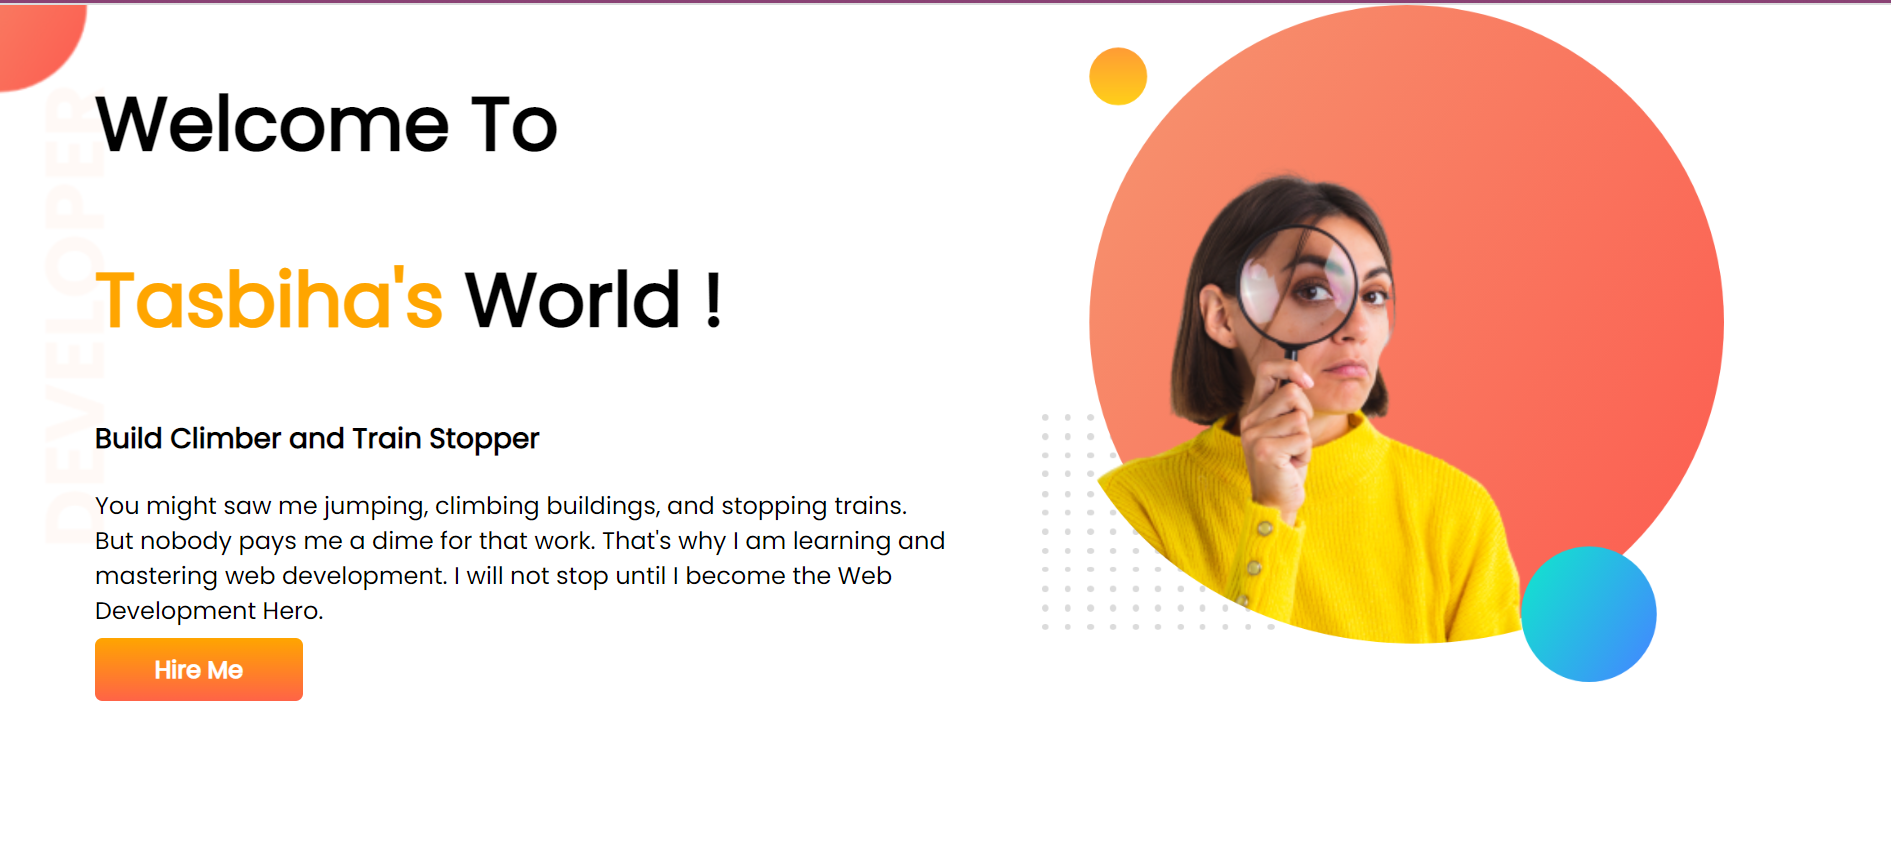 DEVELOPER
Welcome To
Tasbiha's World !
Build Climber and Train Stopper
You might saw me jumping, climbing buildings, and stopping trains.
But nobody pays me a dime for that work. That's why I am learning and
mastering web development. I will not stop until I become the Web
Development Hero.
Hire Me